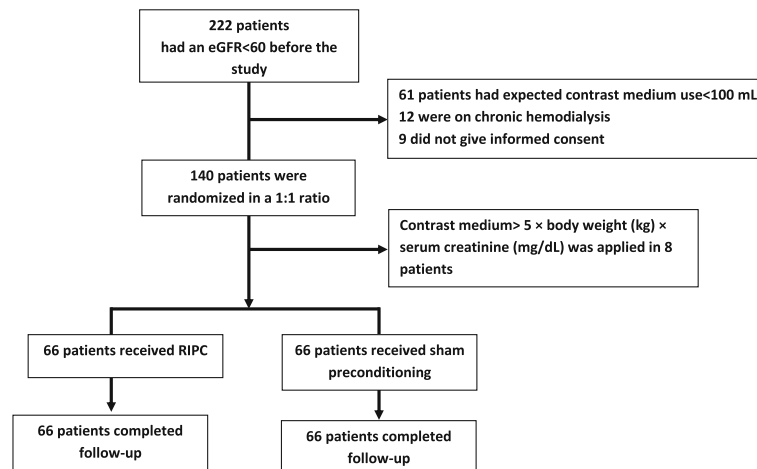 222 patients
had an eGFR<60 before the
study
61 patients had expected contrast medium use<100 mL
12 were on chronic hemodialysis
9 did not give informed consent
140 patients were
randomized in a 1:1 ratio
Contrast medium> 5 × body weight (kg) ×
serum creatinine (mg/dL) was applied in 8
patients
66 patients received RIPC
66 patients received sham
preconditioning
66 patients completed
follow-up
66 patients completed
follow-up